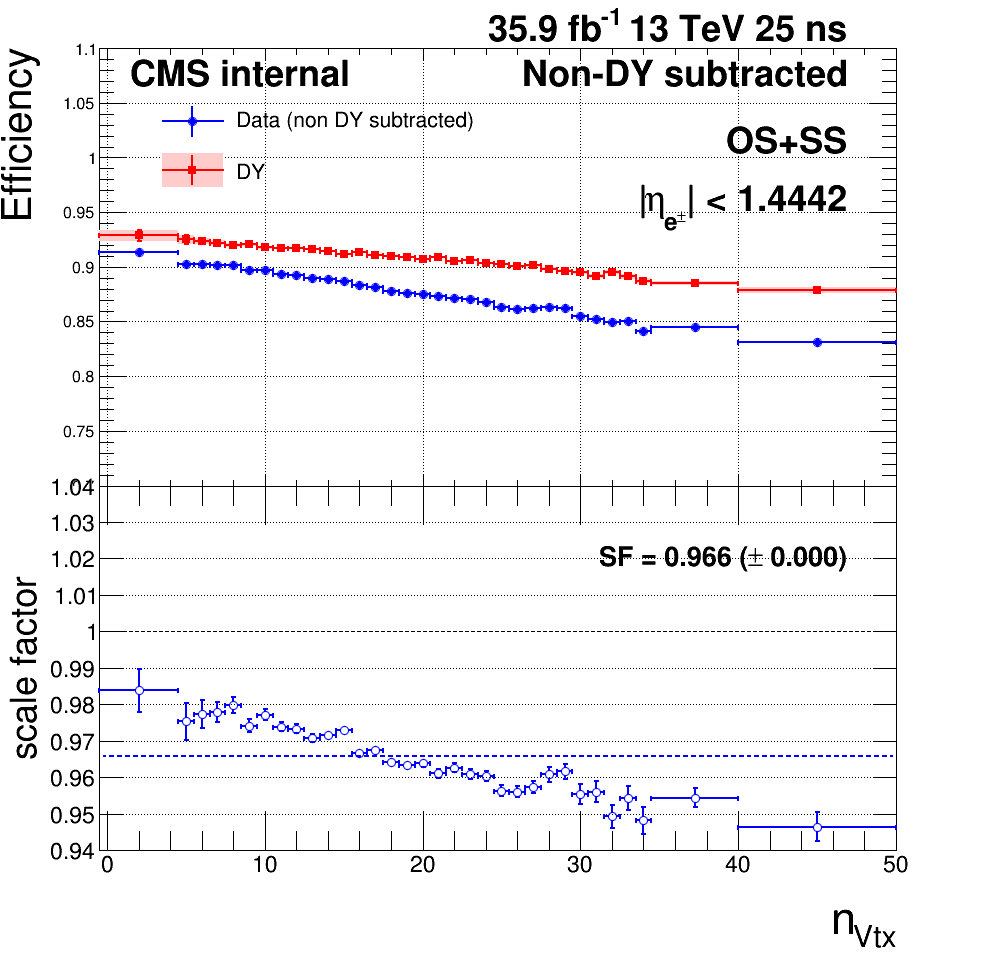 35.9 fb⁻¹ 13 TeV 25 ns
Efficiency
CMS internal
Non-DY subtracted
Data (non DY subtracted)
DY
OS+SS
|η_e±| < 1.4442
1.1
1.05
1
0.95
0.9
0.85
0.8
0.75
scale factor
SF = 0.966 (± 0.000)
1.04
1.03
1.02
1.01
1
0.99
0.98
0.97
0.96
0.95
0.94
0 10 20 30 40 50
n_Vtx